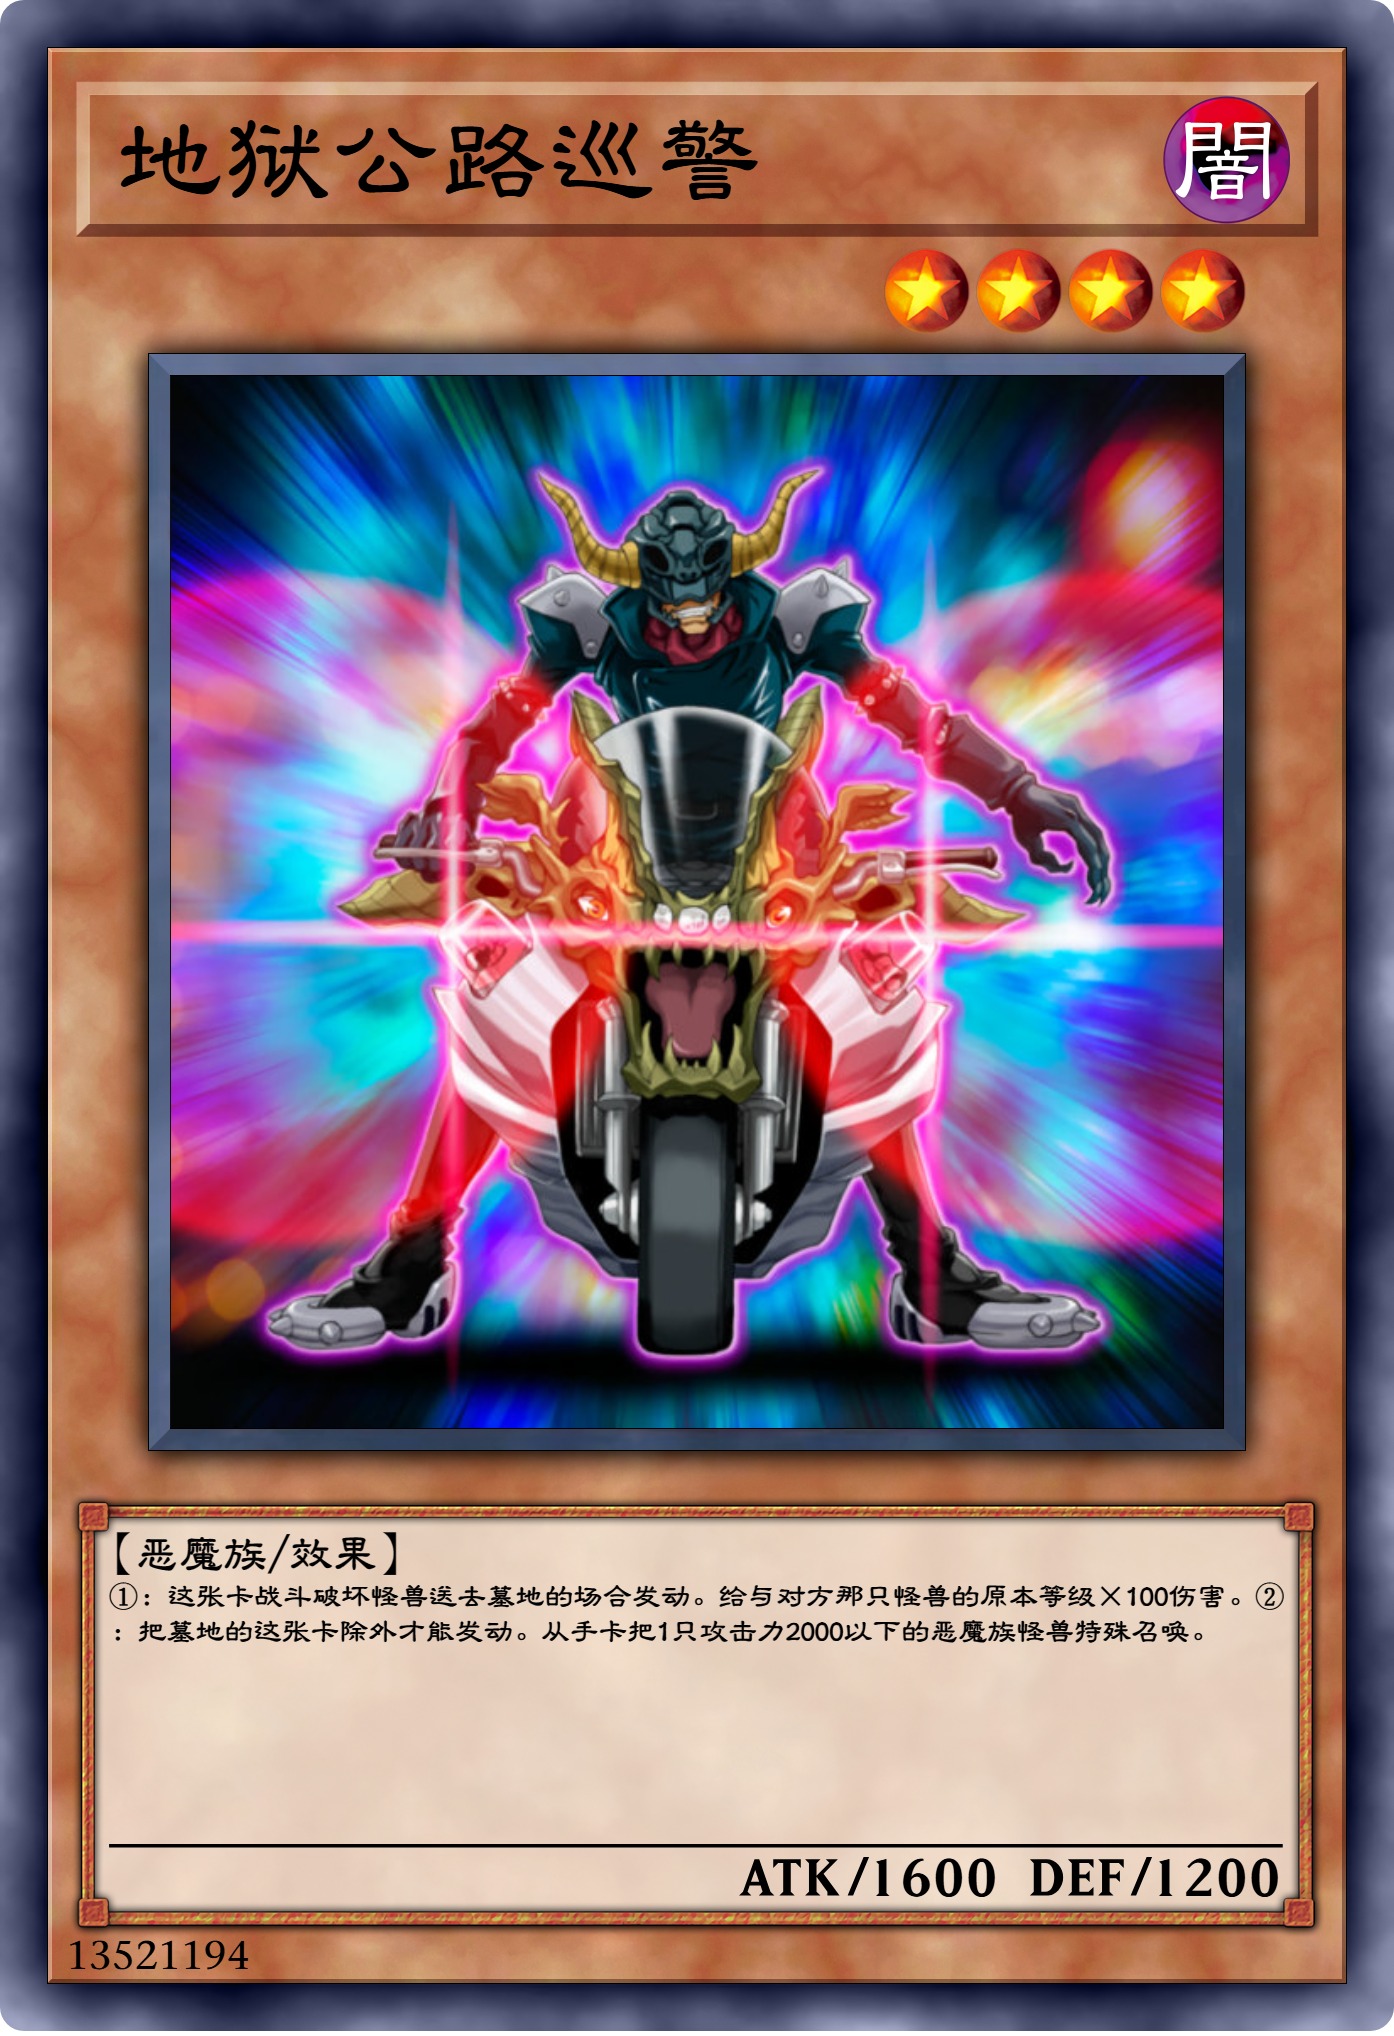 地狱公路巡警
闇
【恶魔族/效果】
①：这张卡战斗破坏怪兽送去墓地的场合发动。给与对方那只怪兽的原本等级×100伤害。②
：把墓地的这张卡除外才能发动。从手卡把1只攻击力2000以下的恶魔族怪兽特殊召唤。
ATK/1600 DEF/1200
13521194